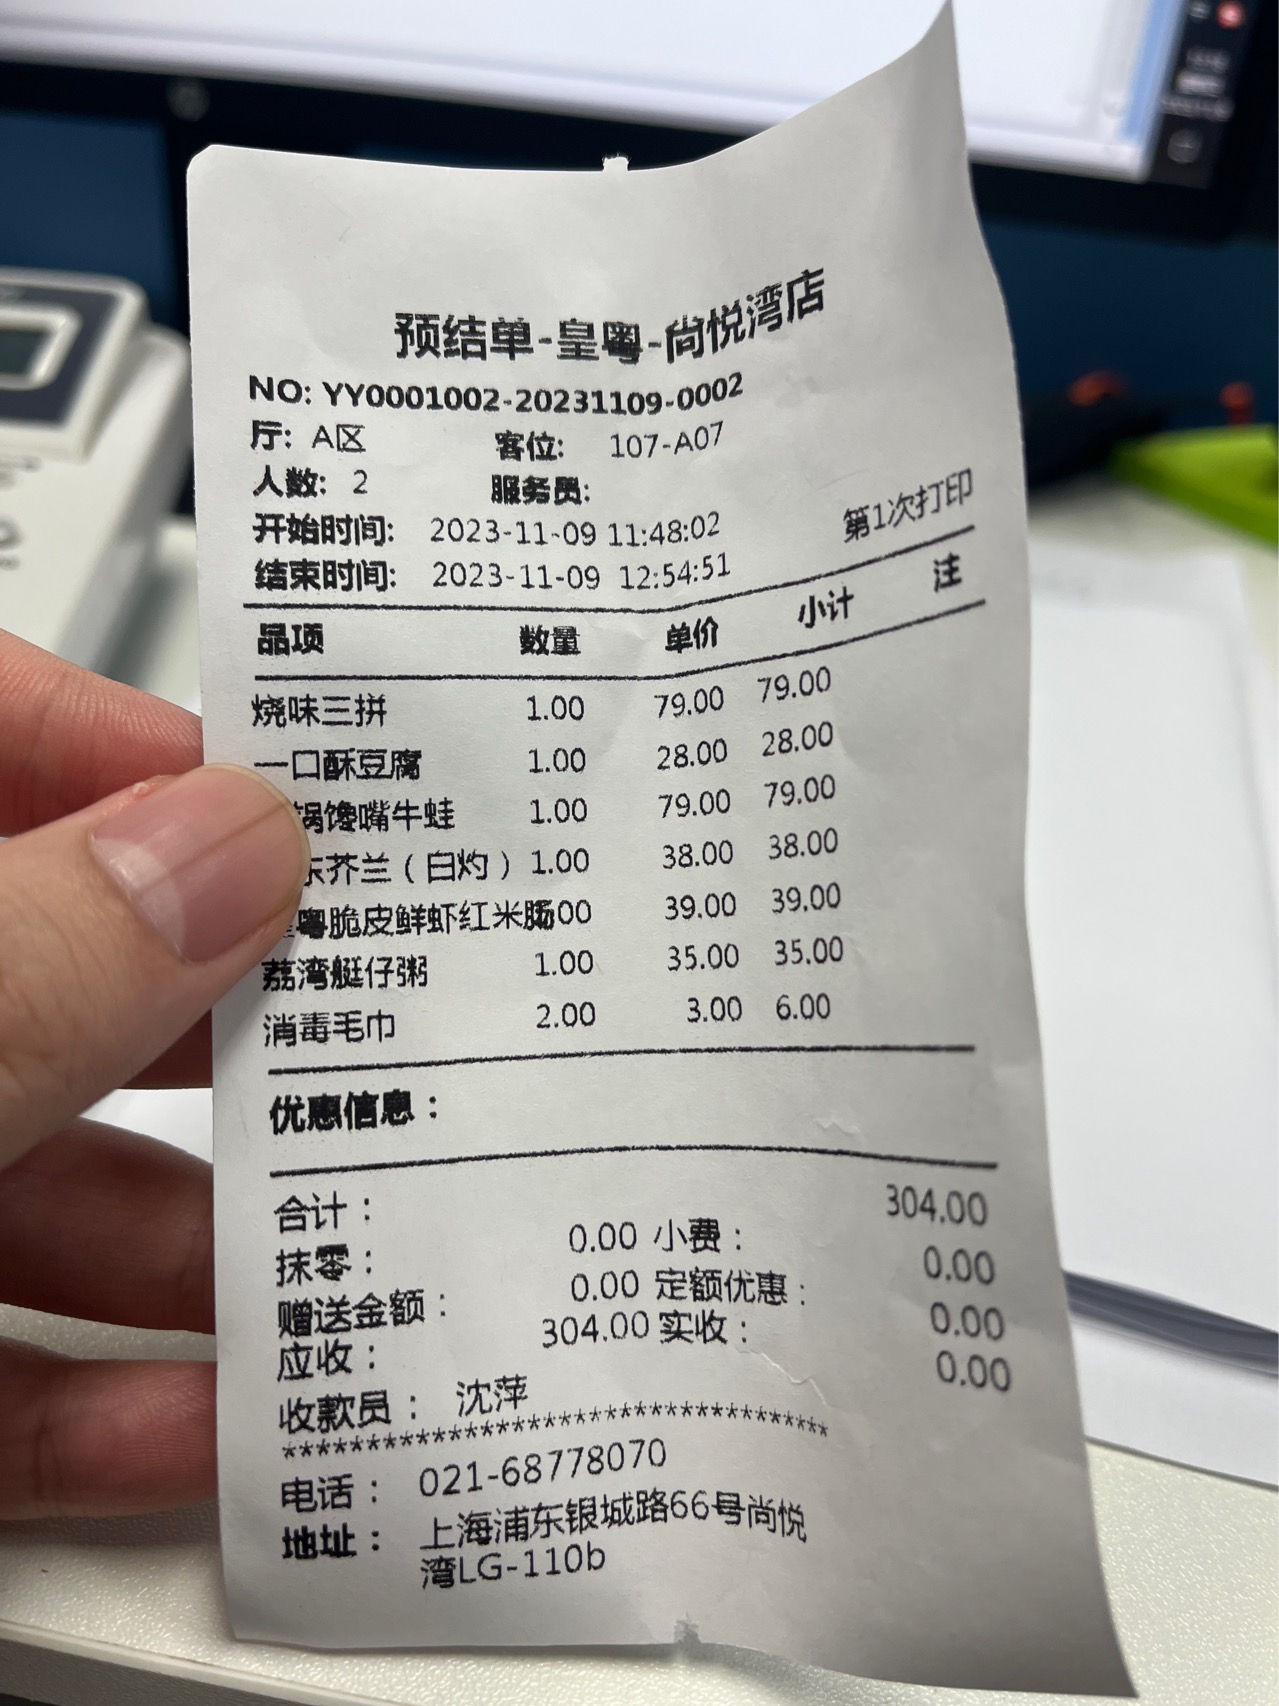 预结单-皇粤-尚悦湾店
NO: YY0001002-20231109-0002
厅: A区 客位: 107-A07
人数: 2 服务员:
第1次打印
开始时间: 2023-11-09 11:48:02
结束时间: 2023-11-09 12:54:51
品项 数量 单价 小计 注
烧味三拼 1.00 79.00 79.00
一口酥豆腐 1.00 28.00 28.00
锅馋嘴牛蛙 1.00 79.00 79.00
东芥兰（白灼） 1.00 38.00 38.00
粤脆皮鲜虾红米肠 .00 39.00 39.00
荔湾艇仔粥 1.00 35.00 35.00
消毒毛巾 2.00 3.00 6.00
优惠信息：
合计： 304.00
抹零： 0.00 小费： 0.00
赠送金额： 0.00 定额优惠： 0.00
应收： 304.00 实收： 0.00
收款员： 沈萍
**********************************
电话： 021-68778070
地址： 上海浦东银城路66号尚悦
湾LG-110b